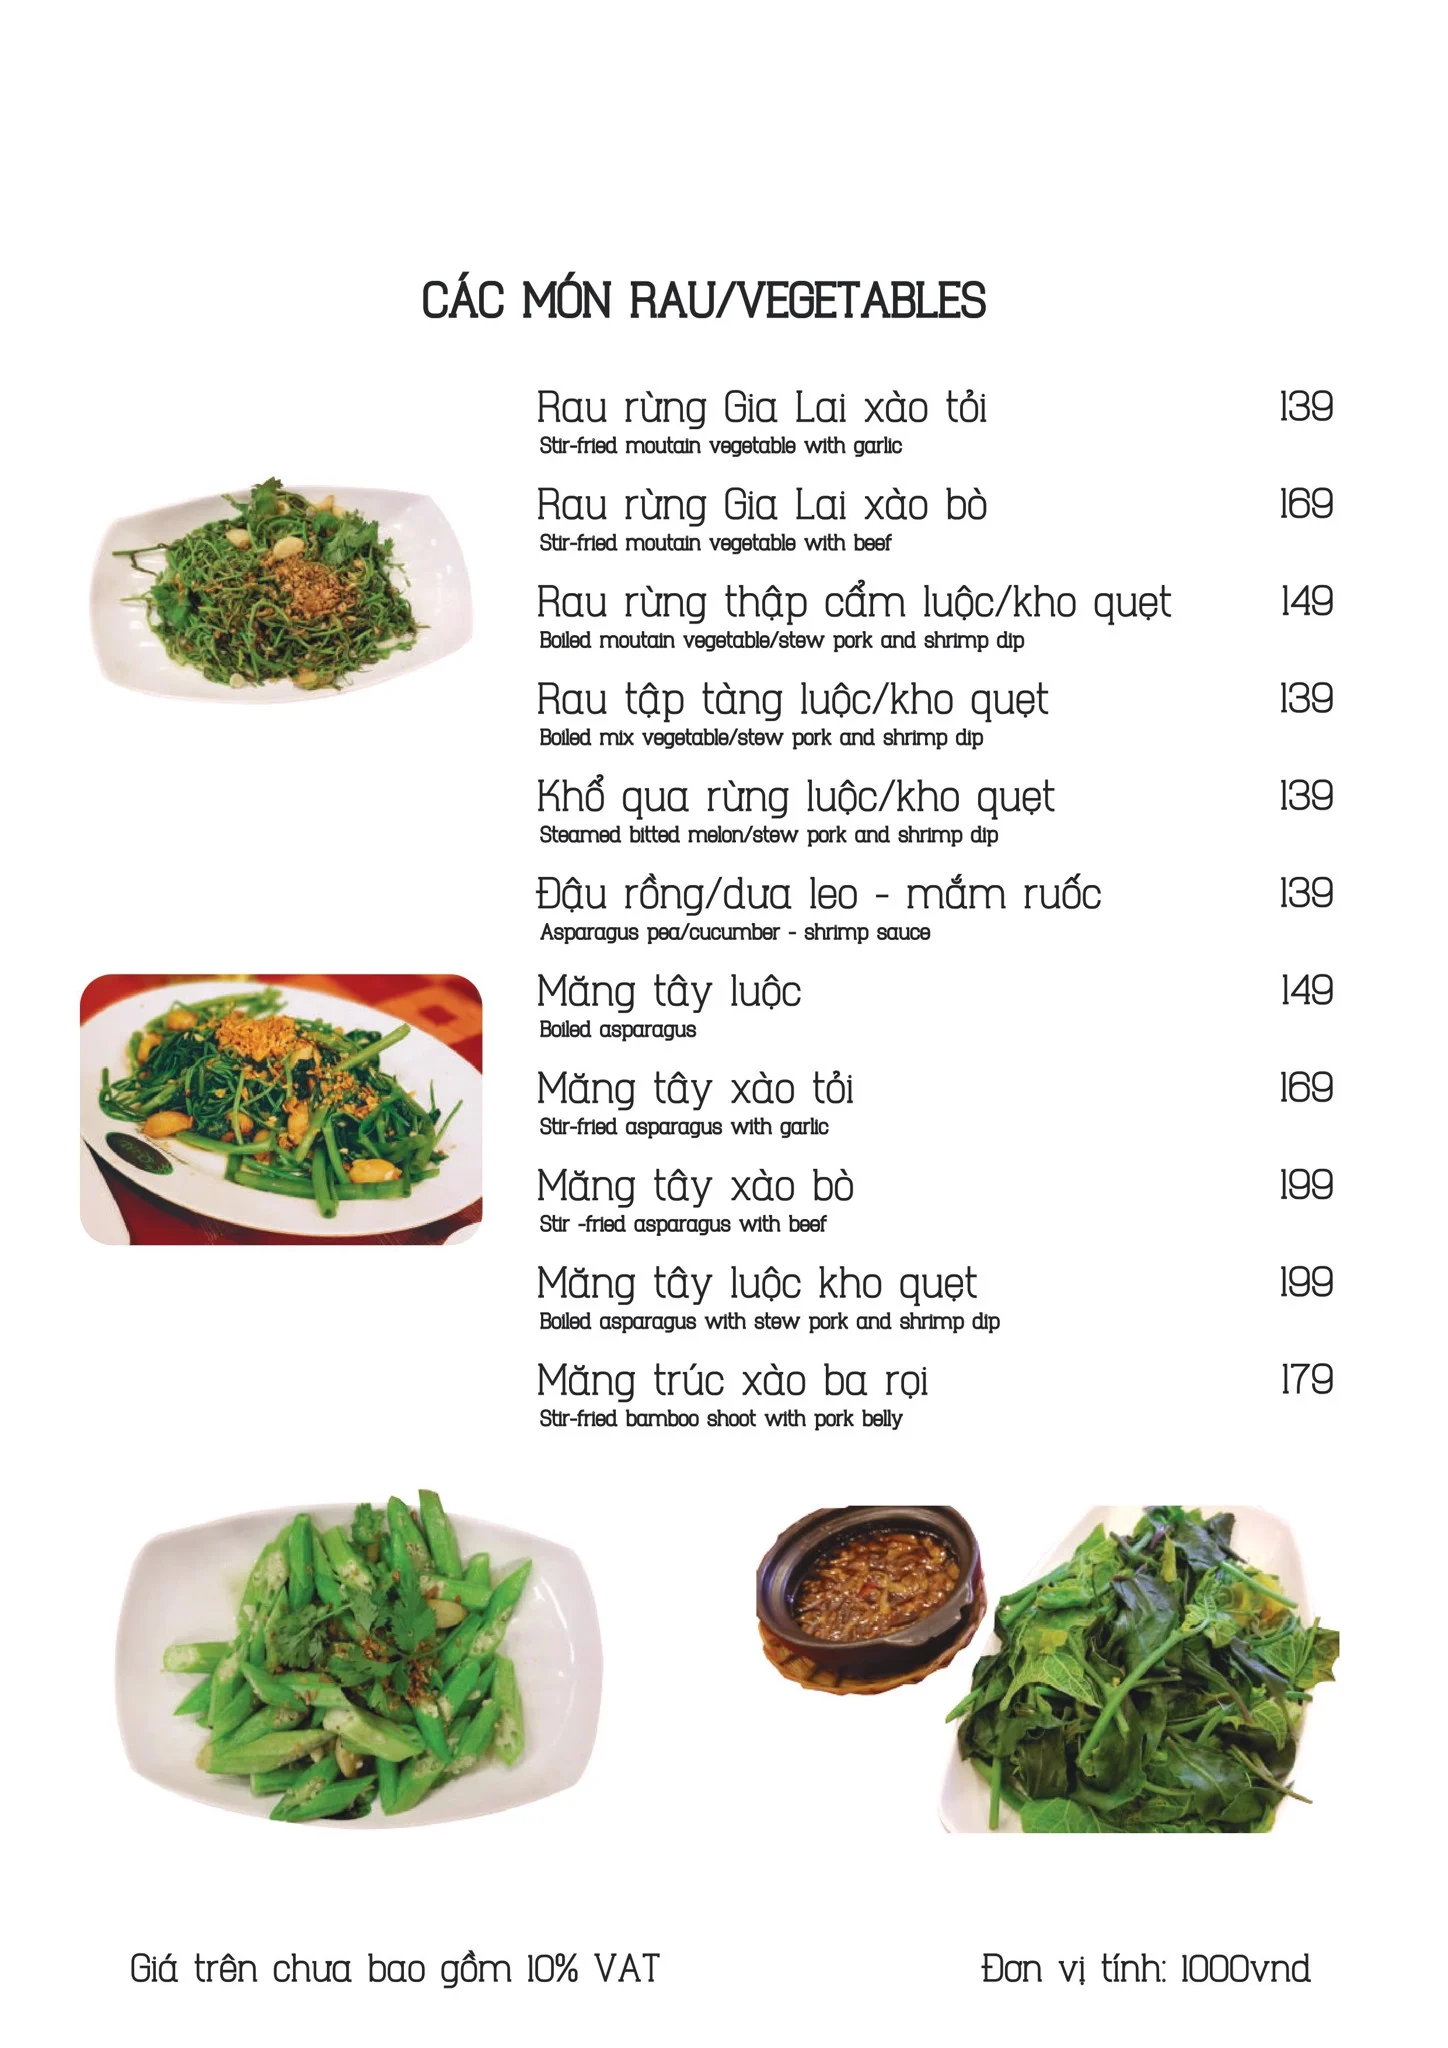 CÁC MÓN RAU/VEGETABLES
Rau rừng Gia Lai xào tỏi 139
Stir-fried moutain vegetable with garlic
Rau rừng Gia Lai xào bò 169
Stir-fried moutain vegetable with beef
Rau rừng thập cẩm luộc/kho quẹt 149
Boiled moutain vegetable/stew pork and shrimp dip
Rau tập tàng luộc/kho quẹt 139
Boiled mix vegetable/stew pork and shrimp dip
Khổ qua rừng luộc/kho quẹt 139
Steamed bitted melon/stew pork and shrimp dip
Đậu rồng/dưa leo - mắm ruốc 139
Asparagus pea/cucumber - shrimp sauce
Măng tây luộc 149
Boiled asparagus
Măng tây xào tỏi 169
Stir-fried asparagus with garlic
Măng tây xào bò 199
Stir -fried asparagus with beef
Măng tây luộc kho quẹt 199
Boiled asparagus with stew pork and shrimp dip
Măng trúc xào ba rọi 179
Stir-fried bamboo shoot with pork belly
Giá trên chưa bao gồm 10% VAT
Đơn vị tính: 1000vnd